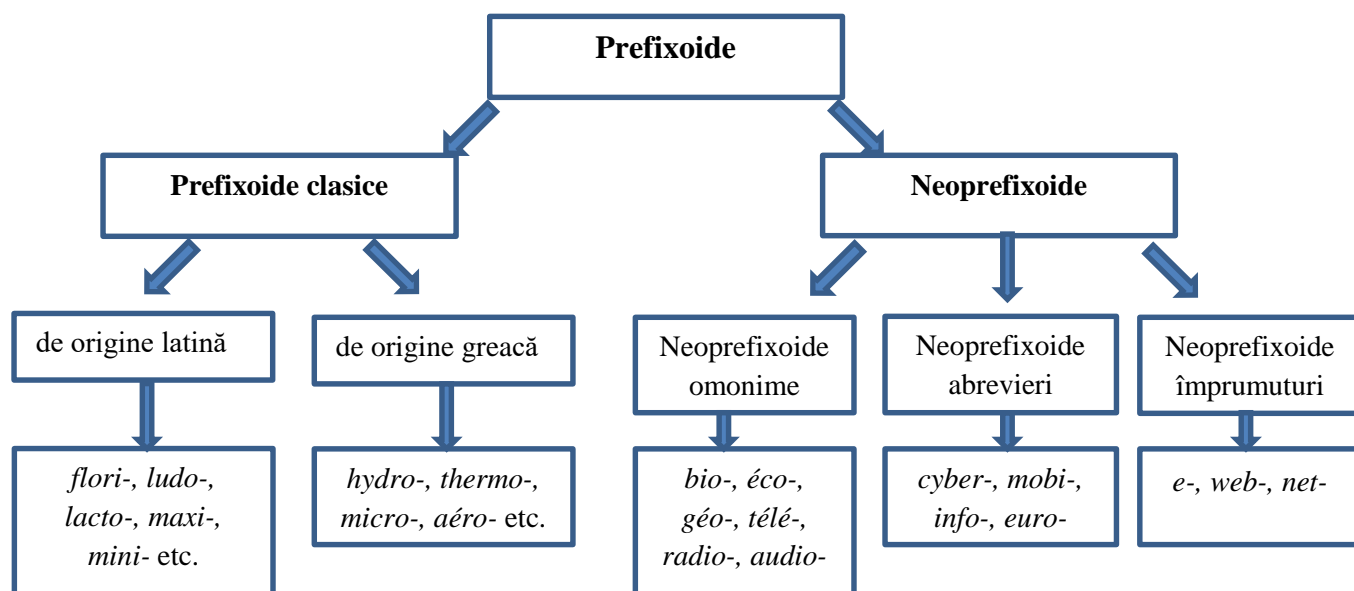 Prefixoide
Prefixoide clasice
Neoprefixoide
de origine latină
de origine greacă
Neoprefixoide
omonime
Neoprefixoide
abrevieri
Neoprefixoide
împrumuturi
flori-, ludo-,
lacto-, maxi-,
mini- etc.
hydro-, thermo-,
micro-, aéro- etc.
bio-, éco-,
géo-, télé-,
radio-, audio-
cyber-, mobi-,
info-, euro-
e-, web-, net-